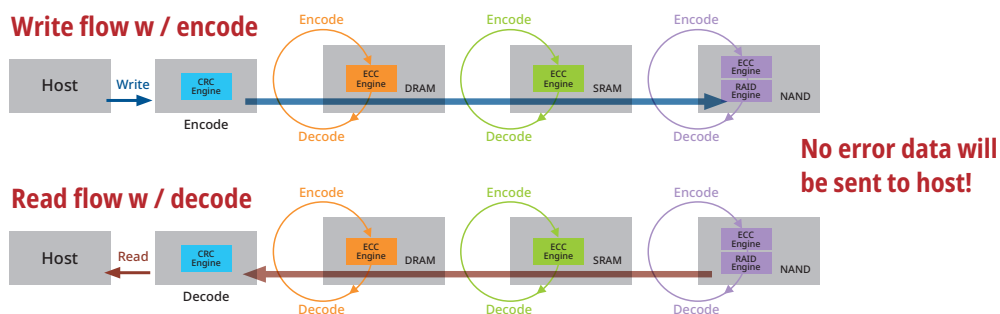 Write flow w / encode
Encode
Encode
Encode
Host
Write
CRC
Engine
ECC
Engine
DRAM
ECC
Engine
SRAM
ECC
Engine
RAID
Engine
NAND
Encode
Decode
Decode
Decode
No error data will
be sent to host!
Read flow w / decode
Encode
Encode
Encode
Host
Read
CRC
Engine
ECC
Engine
DRAM
ECC
Engine
SRAM
ECC
Engine
RAID
Engine
NAND
Decode
Decode
Decode
Decode